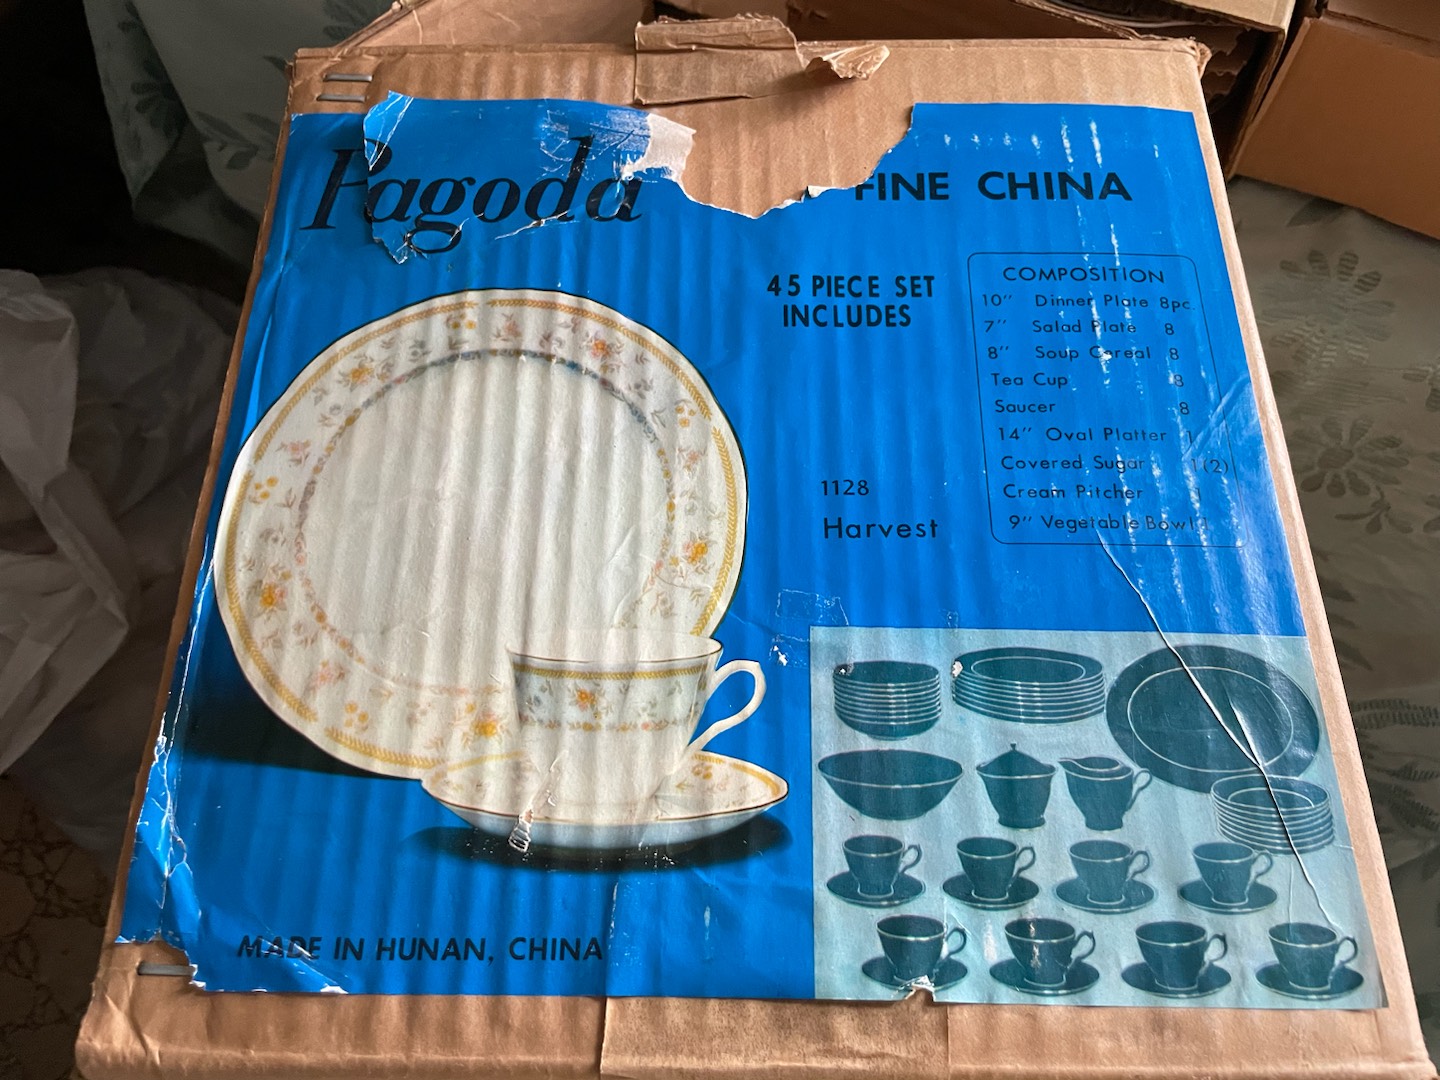 Pagoda
FINE CHINA
45 PIECE SET
INCLUDES
COMPOSITION
10" Dinner Plate 8pc.
7" Salad Plate 8
8" Soup Cereal 8
Tea Cup 8
Saucer 8
14" Oval Platter 1
Covered Sugar 1(2)
Cream Pitcher 1
9" Vegetable Bowl 1
1128
Harvest
MADE IN HUNAN, CHINA